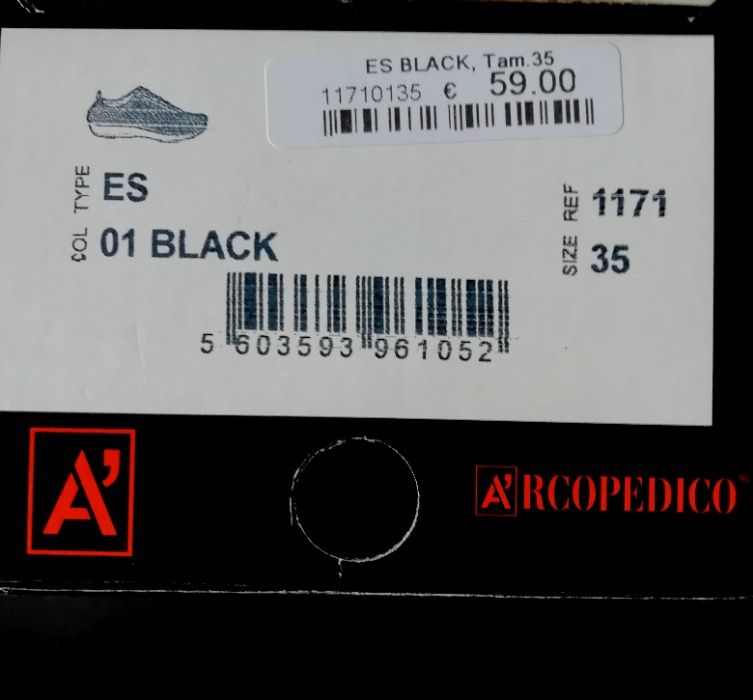 ES BLACK, Tam.35
11710135 € 59.00
TYPE ES
COL 01 BLACK
REF 1171
SIZE 35
5 603593 961052
A'
A'RCOPEDICO